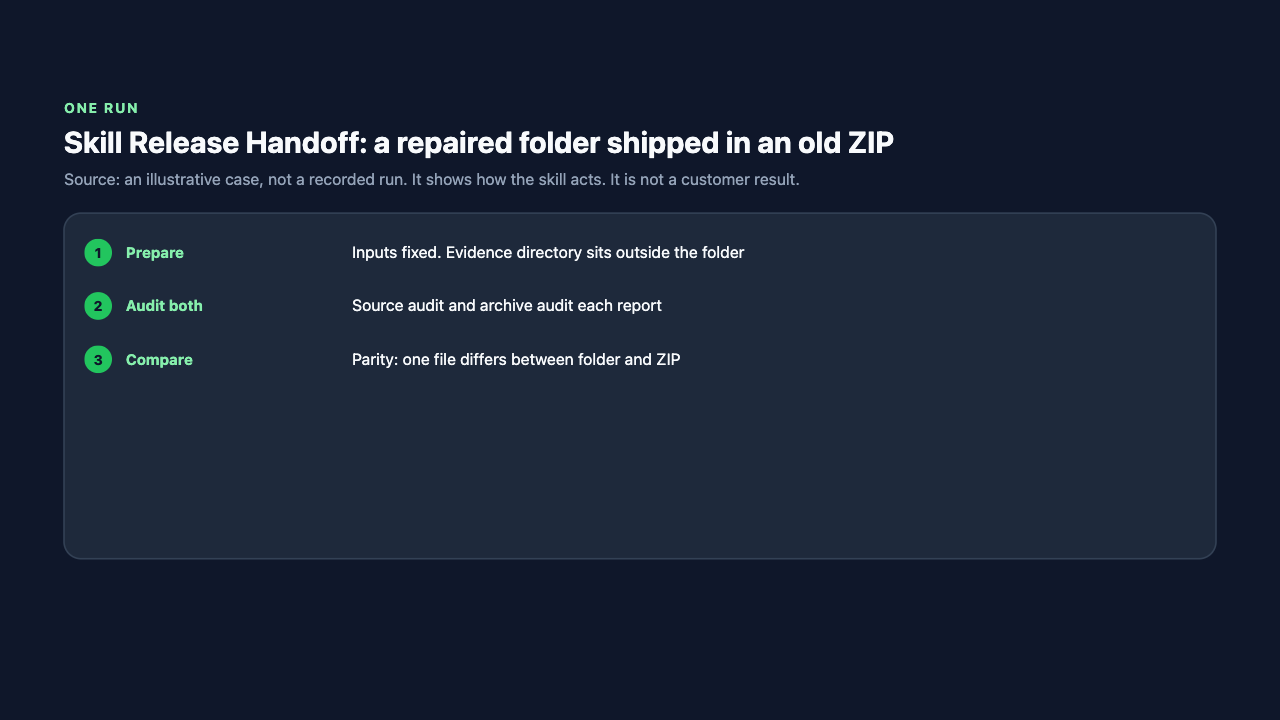 ONE RUN
Skill Release Handoff: a repaired folder shipped in an old ZIP
Source: an illustrative case, not a recorded run. It shows how the skill acts. It is not a customer result.
1 Prepare Inputs fixed. Evidence directory sits outside the folder
2 Audit both Source audit and archive audit each report
3 Compare Parity: one file differs between folder and ZIP